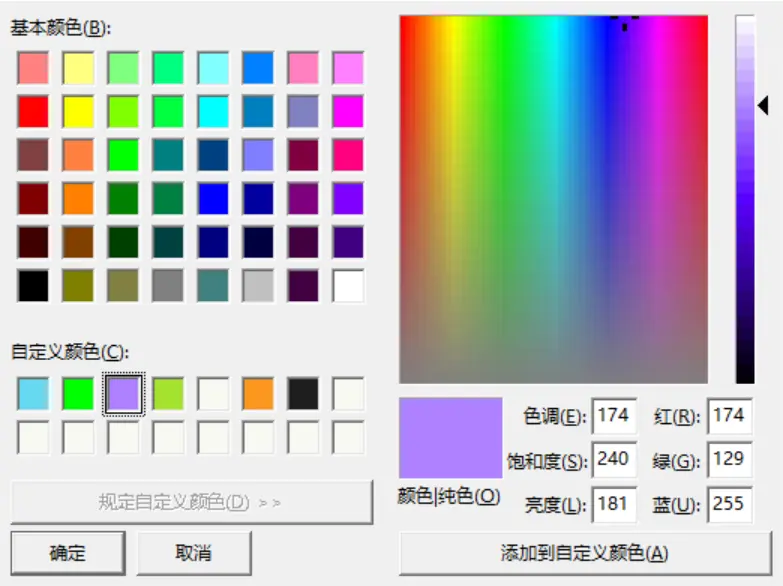 基本颜色(B):
自定义颜色(C):
规定自定义颜色(D) >>
确定 取消
颜色|纯色(O)
色调(E): 174 红(R): 174
饱和度(S): 240 绿(G): 129
亮度(L): 181 蓝(U): 255
添加到自定义颜色(A)